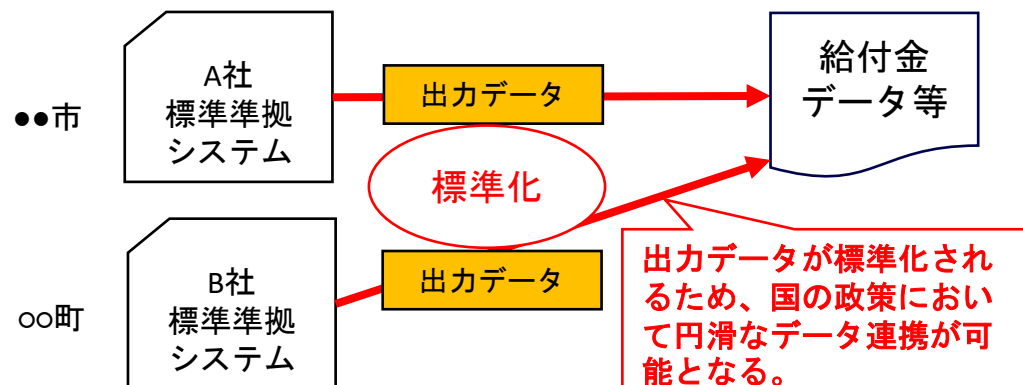 ●●市
A社
標準準拠
システム
出力データ
給付金
データ等
標準化
○○町
B社
標準準拠
システム
出力データ
出力データが標準化され
るため、国の政策におい
て円滑なデータ連携が可
能となる。